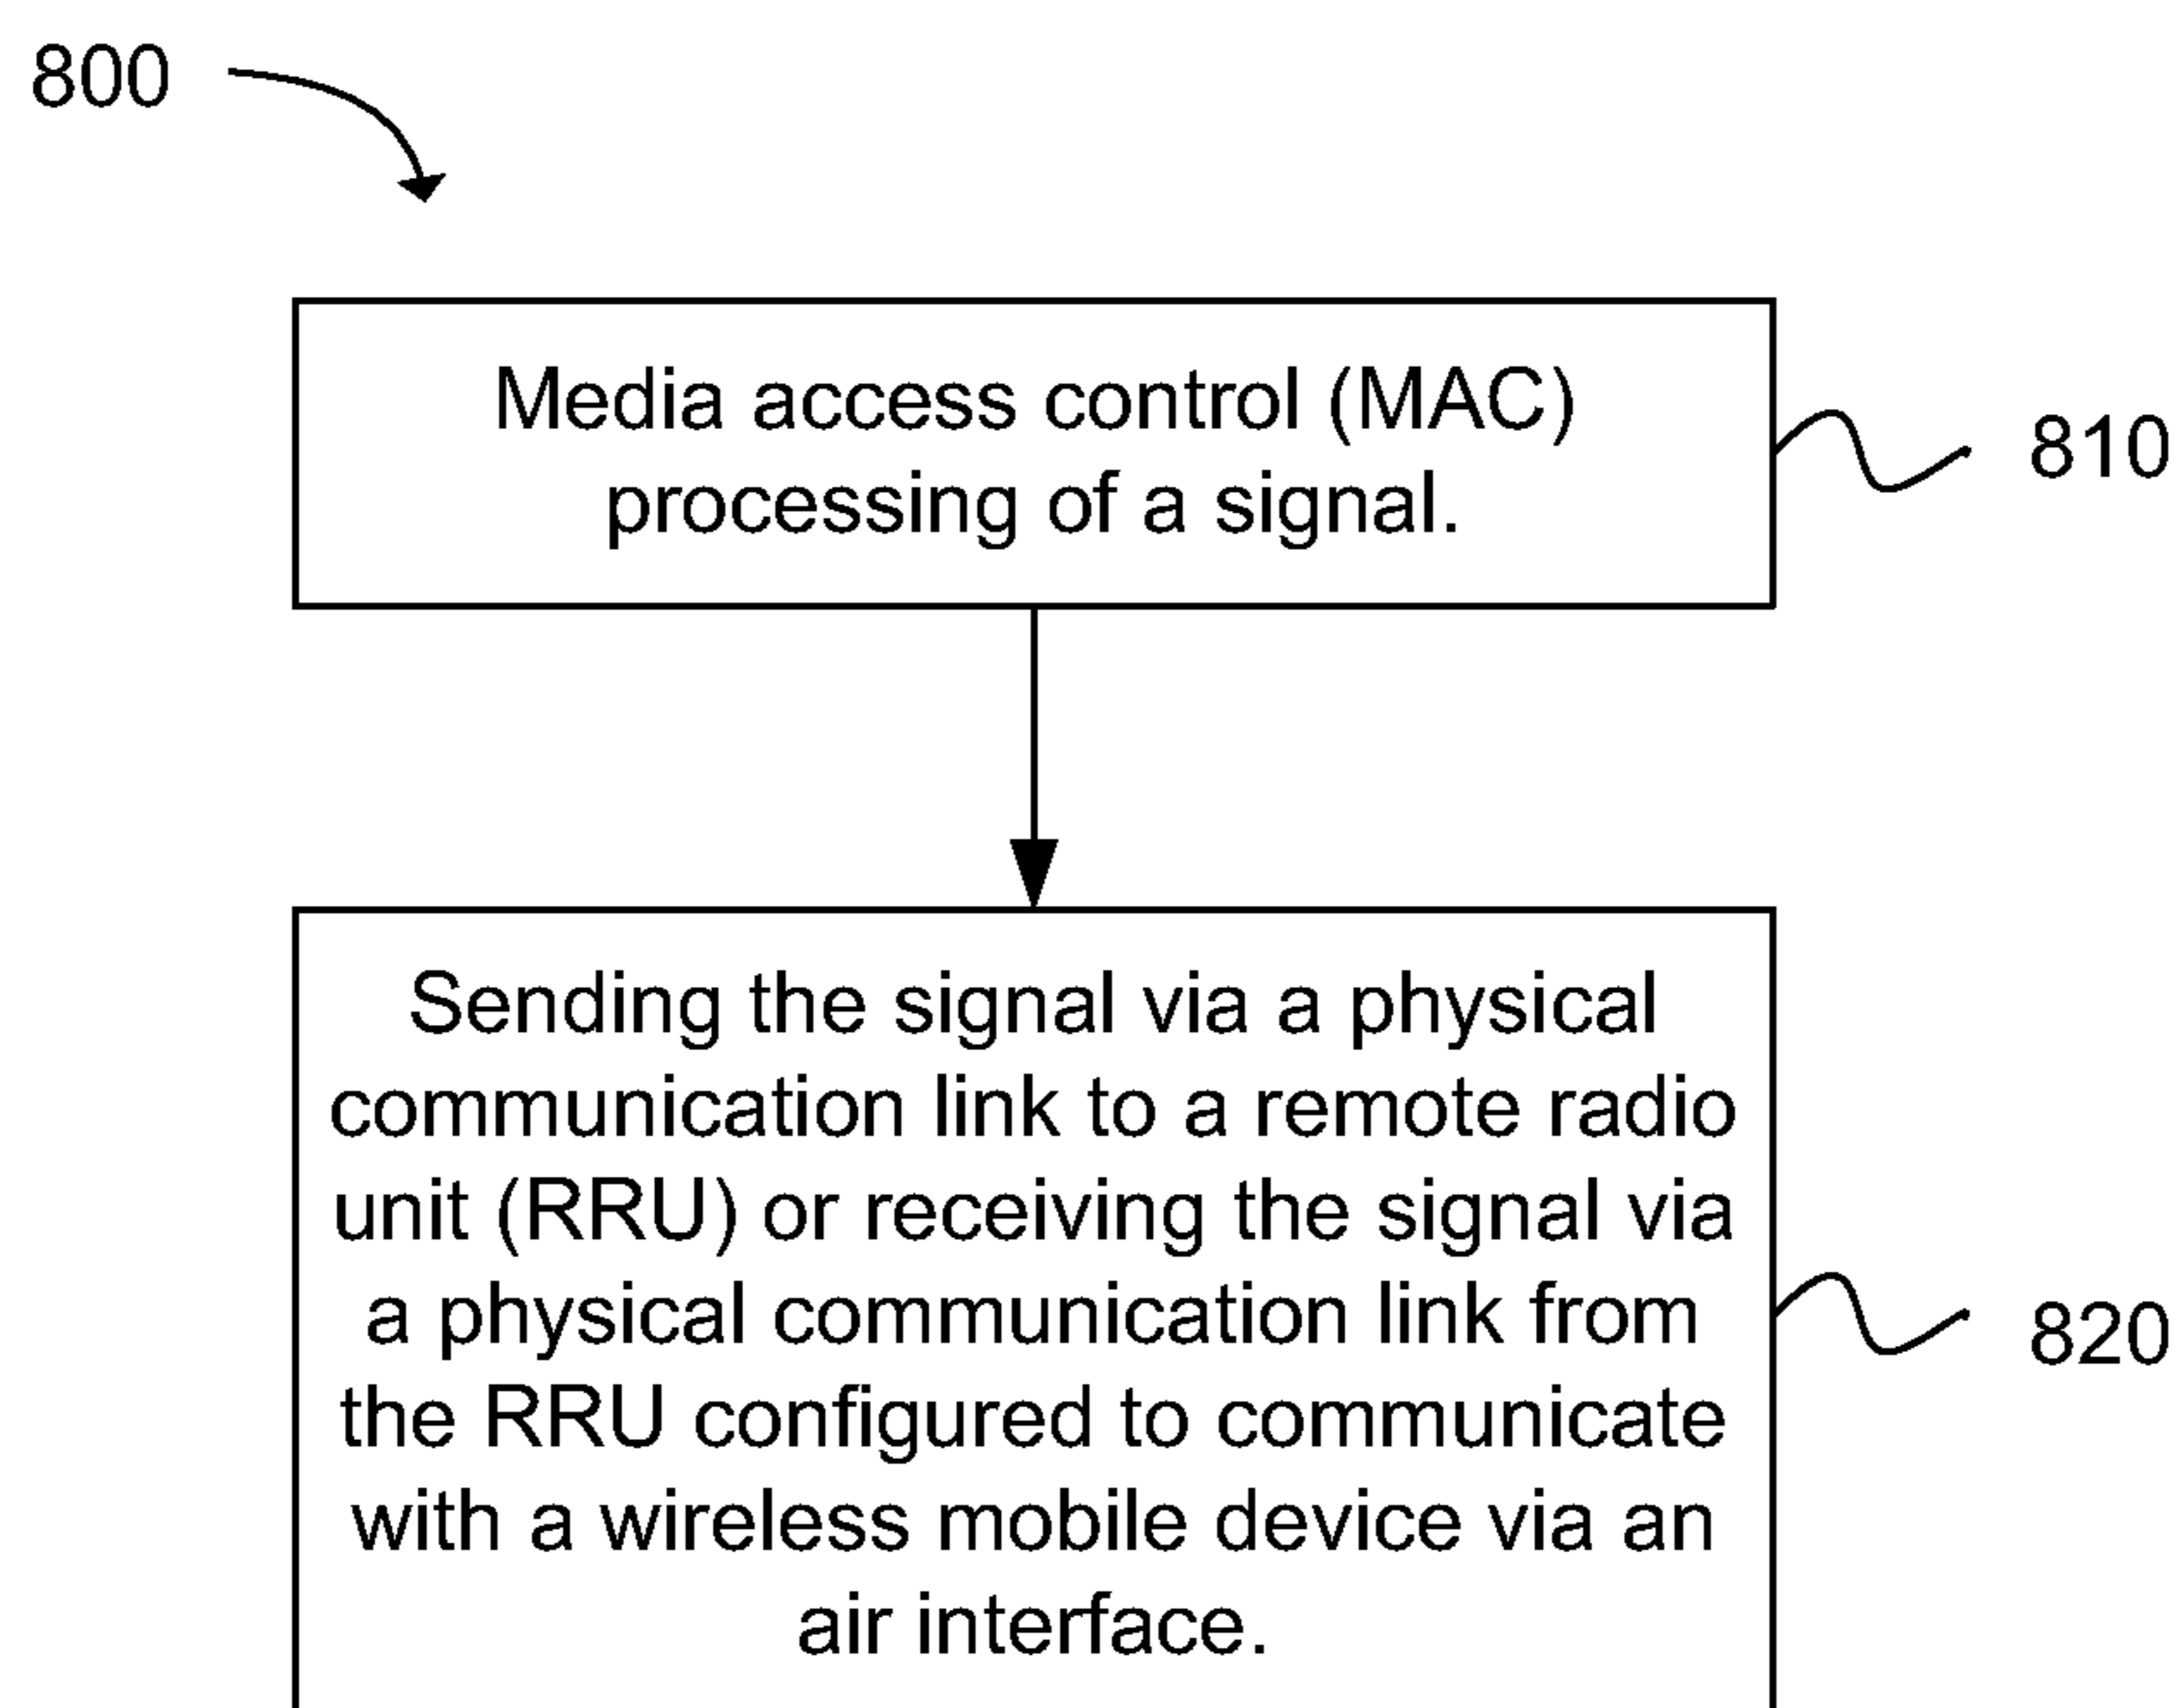 800
Media access control (MAC)
processing of a signal.
810
Sending the signal via a physical
communication link to a remote radio
unit (RRU) or receiving the signal via
a physical communication link from
the RRU configured to communicate
with a wireless mobile device via an
air interface.
820